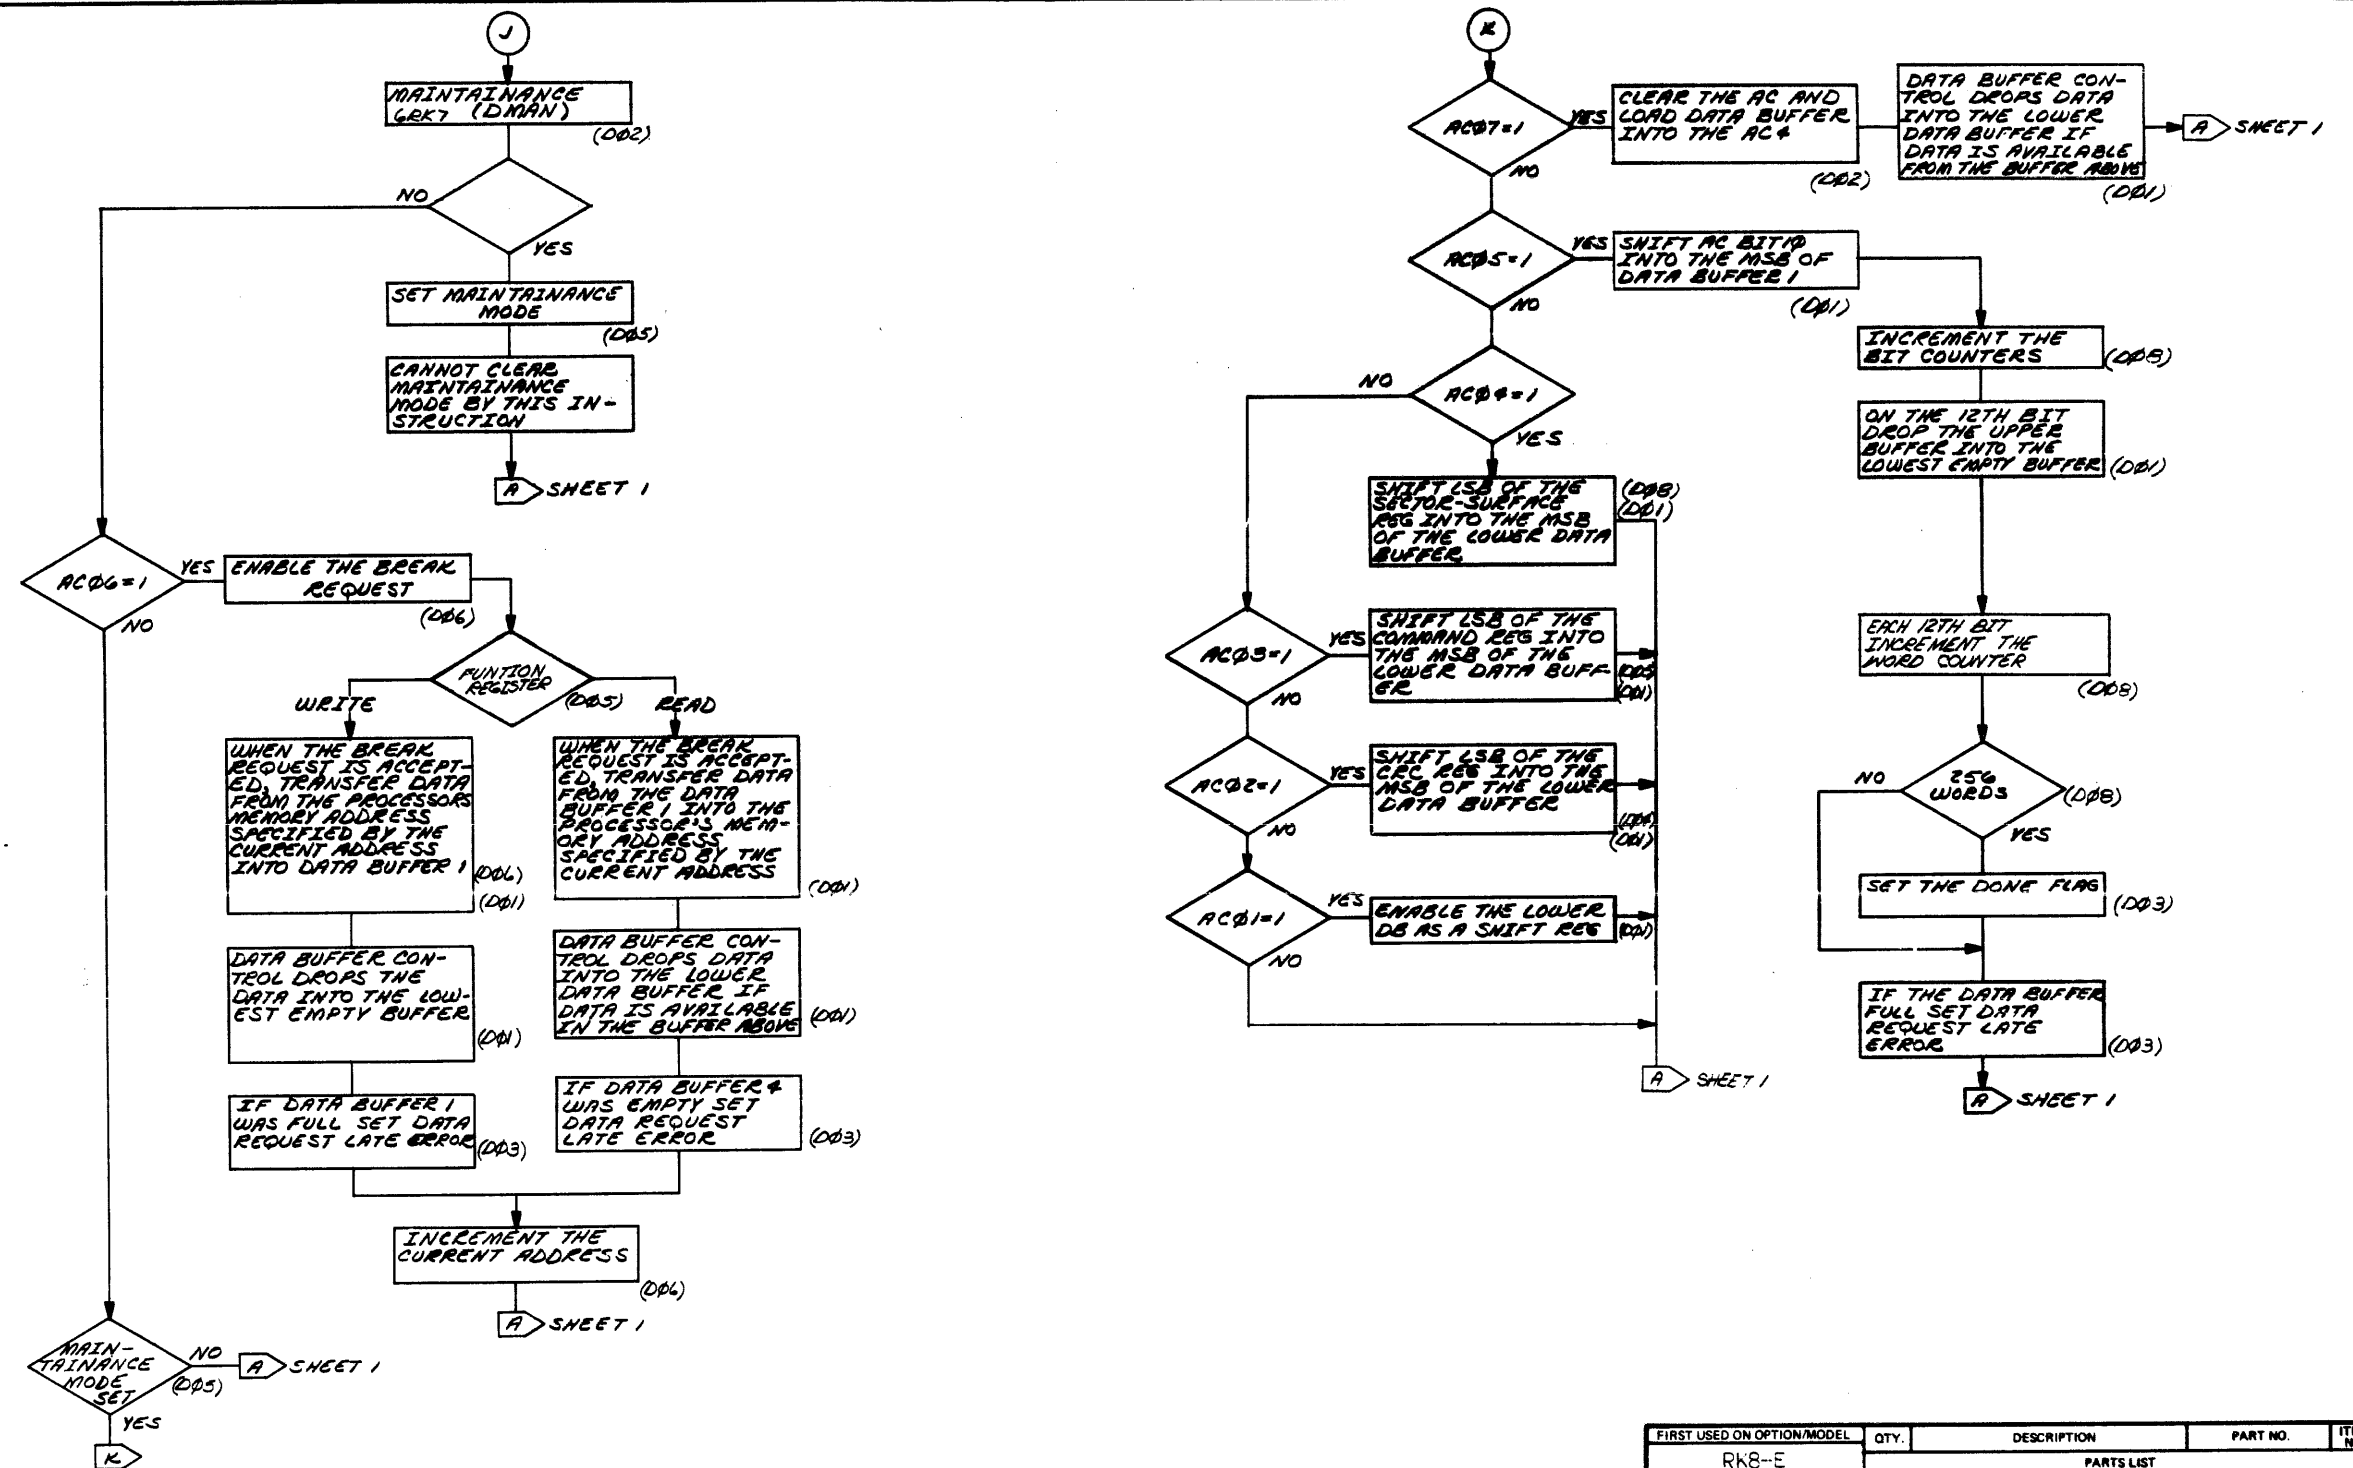 J
MAINTAINANCE
6RK7 (DMAN)
(DØ2)
NO
YES
SET MAINTAINANCE
MODE
(DØ5)
CANNOT CLEAR
MAINTAINANCE
MODE BY THIS IN-
STRUCTION
A SHEET 1
ACØ6=1
YES
NO
ENABLE THE BREAK
REQUEST
(DØ6)
FUNTION
REGISTER
(DØ5)
WRITE
READ
WHEN THE BREAK
REQUEST IS ACCEPT-
ED, TRANSFER DATA
FROM THE PROCESSORS
MEMORY ADDRESS
SPECIFIED BY THE
CURRENT ADDRESS
INTO DATA BUFFER 1
(DØ6)
(DØ1)
DATA BUFFER CON-
TROL DROPS THE
DATA INTO THE LOW-
EST EMPTY BUFFER
(DØ1)
IF DATA BUFFER 1
WAS FULL SET DATA
REQUEST LATE ERROR
(DØ3)
WHEN THE BREAK
REQUEST IS ACCEPT-
ED, TRANSFER DATA
FROM THE DATA
BUFFER 1 INTO THE
PROCESSOR'S MEM-
ORY ADDRESS
SPECIFIED BY THE
CURRENT ADDRESS
(DØ1)
DATA BUFFER CON-
TROL DROPS DATA
INTO THE LOWER
DATA BUFFER IF
DATA IS AVAILABLE
IN THE BUFFER ABOVE
(DØ1)
IF DATA BUFFER 4
WAS EMPTY SET
DATA REQUEST
LATE ERROR
(DØ3)
INCREMENT THE
CURRENT ADDRESS
(DØ6)
A SHEET 1
MAIN-
TAINANCE
MODE
SET
(DØ5)
NO
A SHEET 1
YES
K
K
ACØ7=1
YES
NO
CLEAR THE AC AND
LOAD DATA BUFFER
INTO THE AC4
(DØ2)
DATA BUFFER CON-
TROL DROPS DATA
INTO THE LOWER
DATA BUFFER IF
DATA IS AVAILABLE
FROM THE BUFFER ABOVE
(DØ1)
A SHEET 1
ACØ5=1
YES
NO
SHIFT AC BIT 1Ø
INTO THE MSB OF
DATA BUFFER 1
(DØ1)
INCREMENT THE
BIT COUNTERS
(DØ8)
ON THE 12TH BIT
DROP THE UPPER
BUFFER INTO THE
LOWEST EMPTY BUFFER
(DØ1)
EACH 12TH BIT
INCREMENT THE
WORD COUNTER
(DØ8)
256
WORDS
(DØ8)
NO
YES
SET THE DONE FLAG
(DØ3)
IF THE DATA BUFFER
FULL SET DATA
REQUEST LATE
ERROR
(DØ3)
A SHEET 1
ACØ4=1
NO
YES
SHIFT LSB OF THE
SECTOR-SURFACE
REG INTO THE MSB
OF THE LOWER DATA
BUFFER
(DØ8)
(DØ1)
ACØ3=1
YES
NO
SHIFT LSB OF THE
COMMAND REG INTO
THE MSB OF THE
LOWER DATA BUFF-
ER
(DØ5)
(DØ1)
ACØ2=1
YES
NO
SHIFT LSB OF THE
CRC REG INTO THE
MSB OF THE LOWER
DATA BUFFER
(DØ1)
ACØ1=1
YES
NO
ENABLE THE LOWER
DB AS A SHIFT REG
(DØ1)
A SHEET 1
FIRST USED ON OPTION/MODEL
RK8-E
QTY.
DESCRIPTION
PART NO.
PARTS LIST